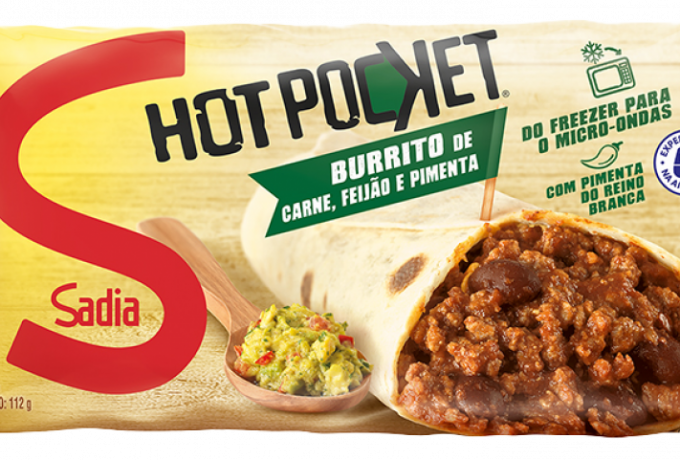 HOT POCKET®
BURRITO DE
CARNE, FEIJÃO E PIMENTA
DO FREEZER PARA
O MICRO-ONDAS
COM PIMENTA
DO REINO
BRANCA
Sadia
112 g